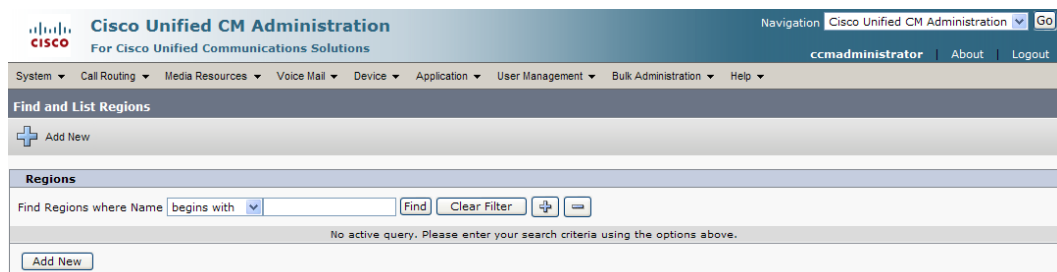 cisco
Cisco Unified CM Administration
For Cisco Unified Communications Solutions
Navigation Cisco Unified CM Administration Go
ccmadministrator | About | Logout
System Call Routing Media Resources Voice Mail Device Application User Management Bulk Administration Help
Find and List Regions
Add New
Regions
Find Regions where Name begins with Find Clear Filter
No active query. Please enter your search criteria using the options above.
Add New